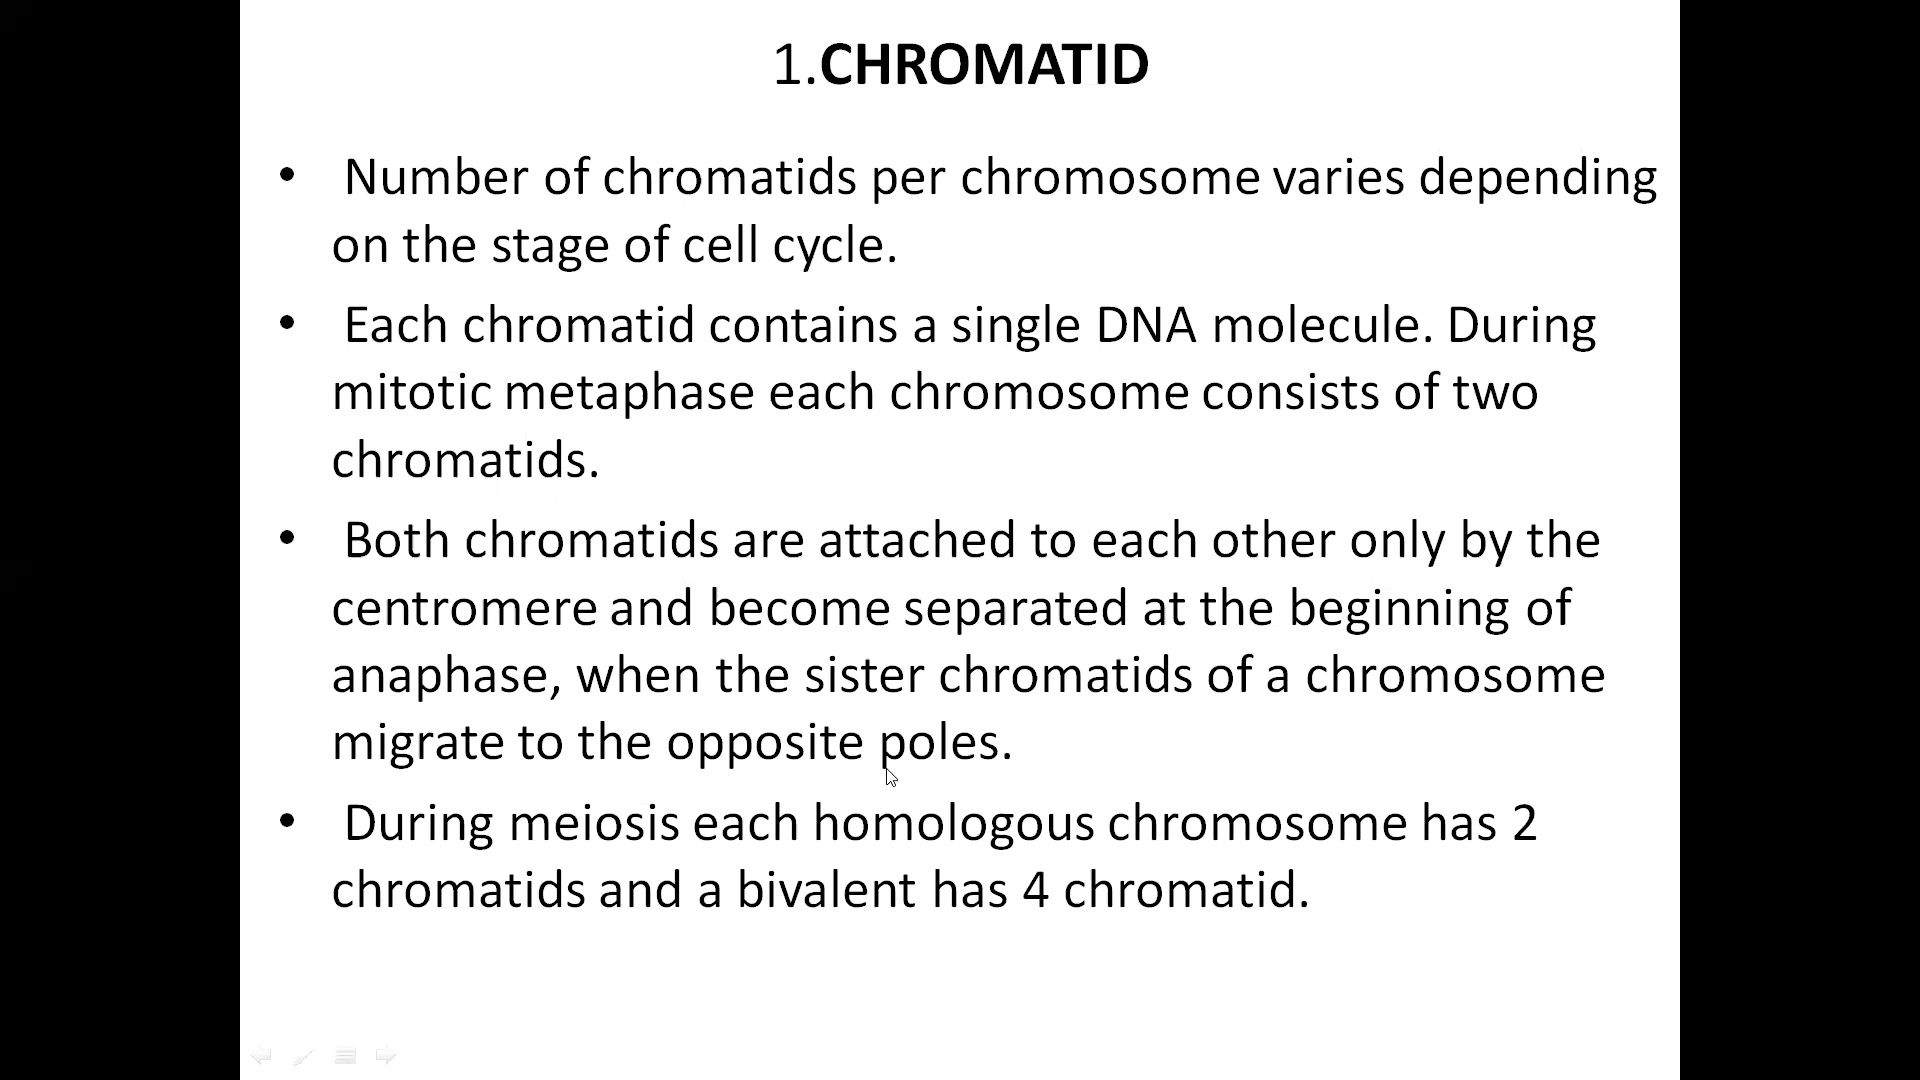 1.CHROMATID
• Number of chromatids per chromosome varies depending
on the stage of cell cycle.
• Each chromatid contains a single DNA molecule. During
mitotic metaphase each chromosome consists of two
chromatids.
• Both chromatids are attached to each other only by the
centromere and become separated at the beginning of
anaphase, when the sister chromatids of a chromosome
migrate to the opposite poles.
• During meiosis each homologous chromosome has 2
chromatids and a bivalent has 4 chromatid.